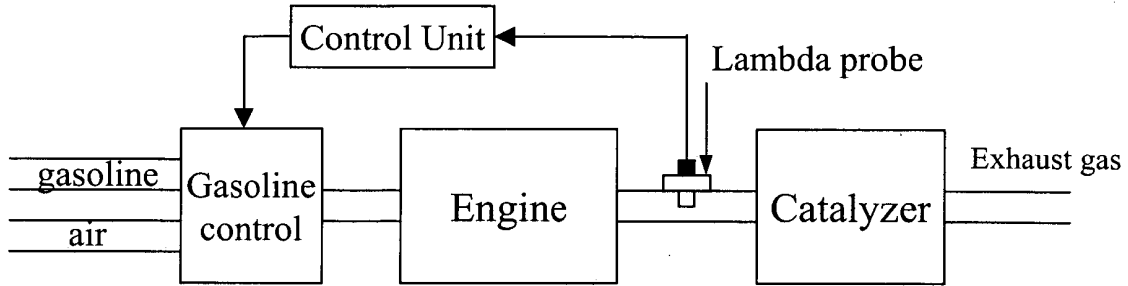 Control Unit
Lambda probe
gasoline
air
Gasoline
control
Engine
Catalyzer
Exhaust gas